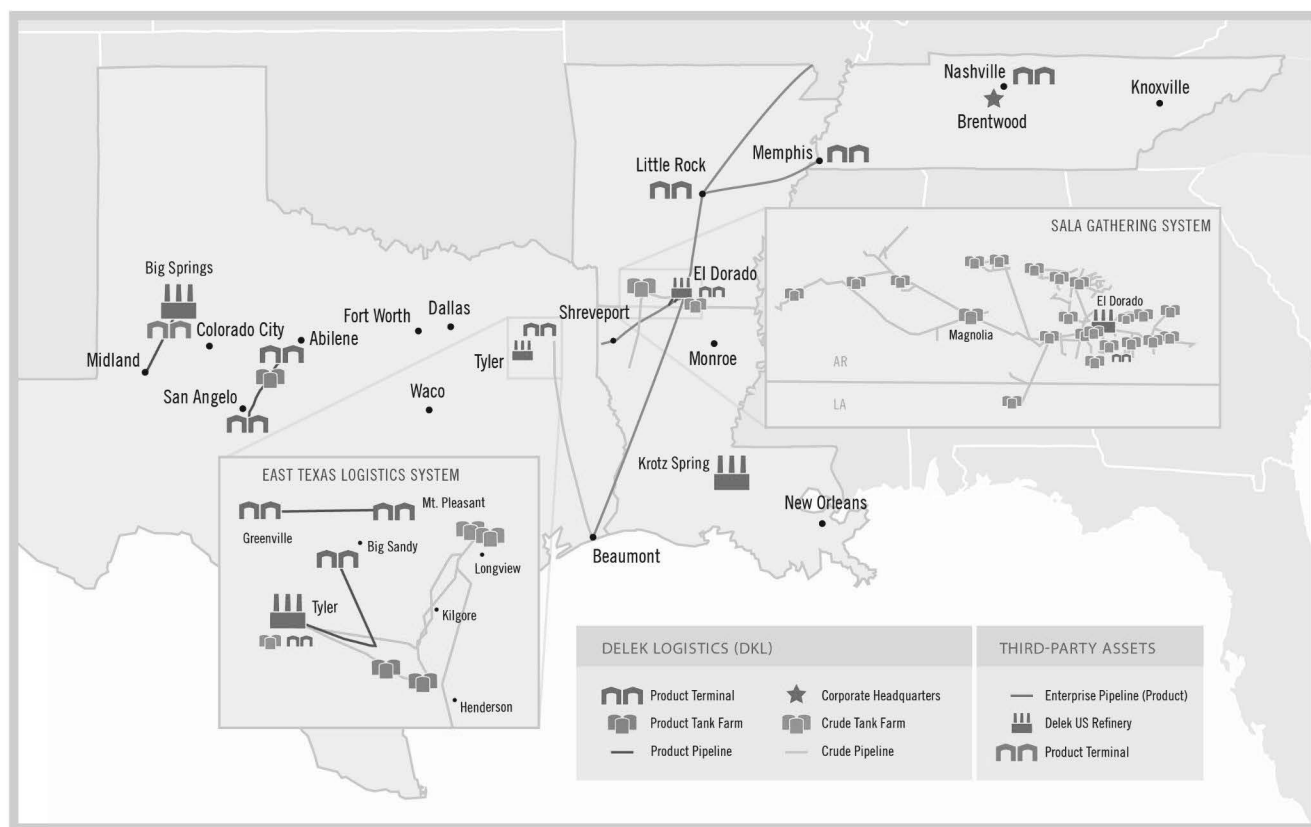 Nashville
Knoxville
Brentwood
Memphis
Little Rock
SALA GATHERING SYSTEM
Big Springs
El Dorado
El Dorado
Dallas
Fort Worth
Shreveport
Colorado City
Abilene
Magnolia
Midland
Tyler
Monroe
AR
San Angelo
Waco
LA
Krotz Spring
EAST TEXAS LOGISTICS SYSTEM
New Orleans
Mt. Pleasant
Greenville
Big Sandy
Beaumont
Longview
Tyler
Kilgore
Henderson
DELEK LOGISTICS (DKL)
Product Terminal
Corporate Headquarters
Product Tank Farm
Crude Tank Farm
Product Pipeline
Crude Pipeline
THIRD-PARTY ASSETS
Enterprise Pipeline (Product)
Delek US Refinery
Product Terminal